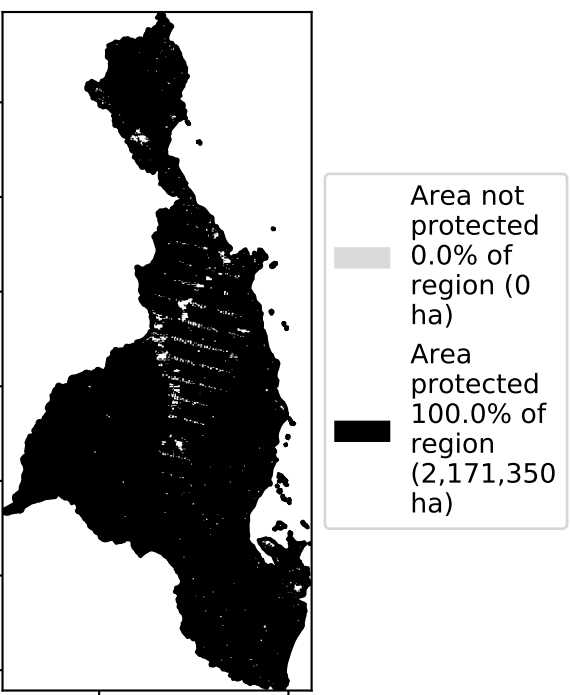 Area not
protected
0.0% of
region (0
ha)
Area
protected
100.0% of
region
(2,171,350
ha)